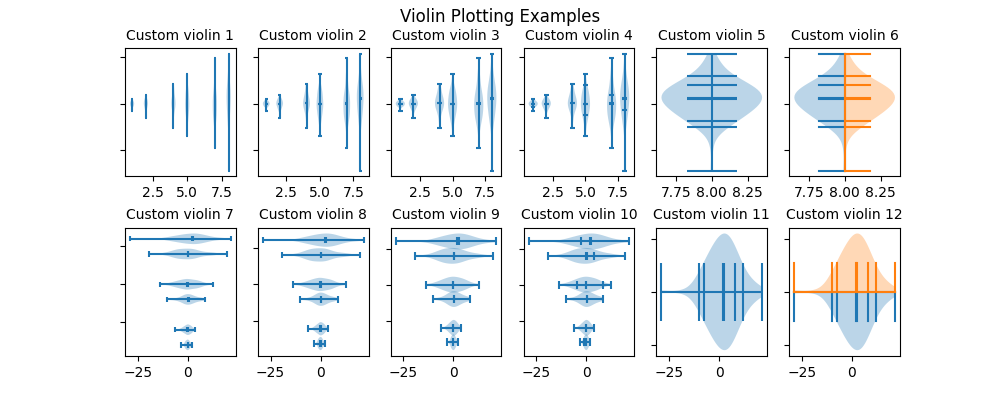 Violin Plotting Examples
Custom violin 1 Custom violin 2 Custom violin 3 Custom violin 4 Custom violin 5 Custom violin 6
2.5 5.0 7.5 2.5 5.0 7.5 2.5 5.0 7.5 2.5 5.0 7.5 7.75 8.00 8.25 7.75 8.00 8.25
Custom violin 7 Custom violin 8 Custom violin 9 Custom violin 10 Custom violin 11 Custom violin 12
−25 0 −25 0 −25 0 −25 0 −25 0 −25 0